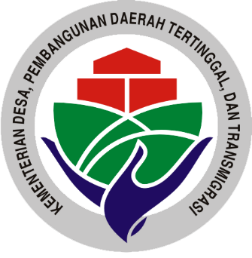 KEMENTERIAN DESA, PEMBANGUNAN DAERAH TERTINGGAL, DAN TRANSMIGRASI